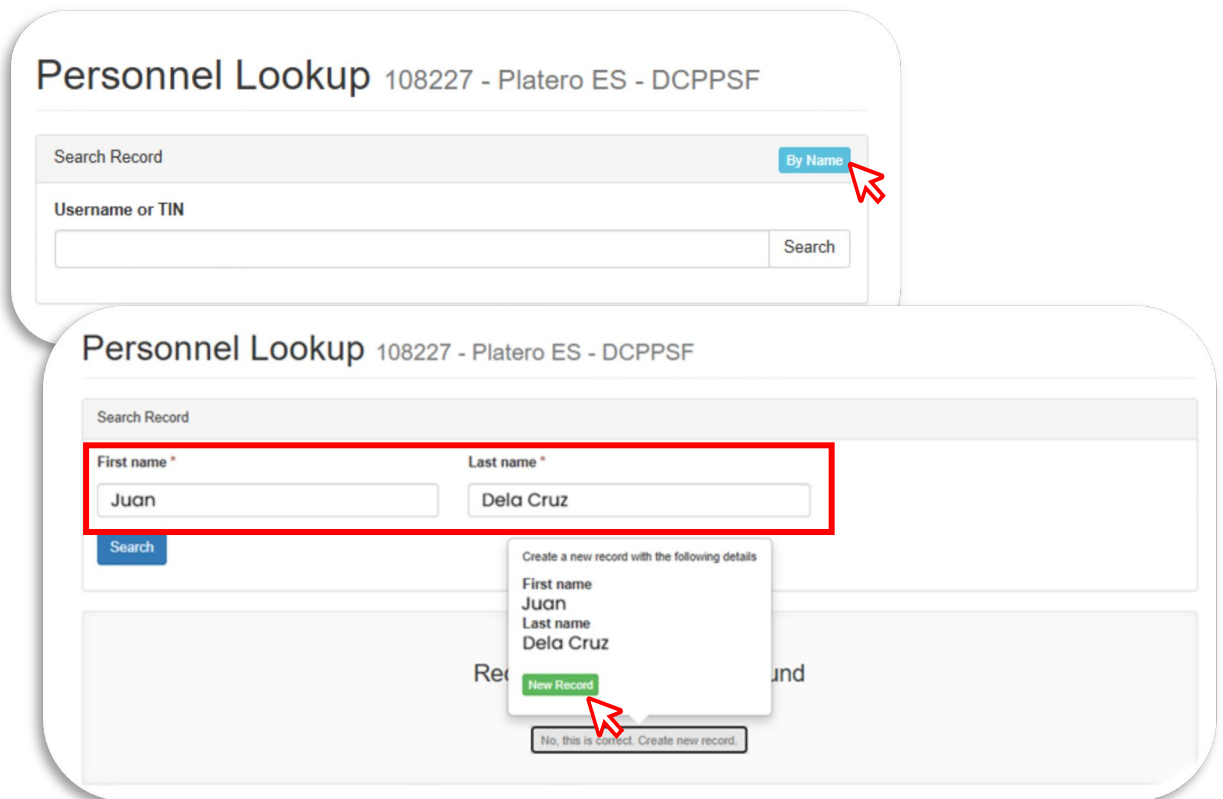 Personnel Lookup 108227 - Platero ES - DCPPSF
Search Record
By Name
Username or TIN
Search
Personnel Lookup 108227 - Platero ES - DCPPSF
Search Record
First name * Last name *
Juan Dela Cruz
Search
Create a new record with the following details
First name
Juan
Last name
Dela Cruz
New Record
No, this is correct. Create new record.